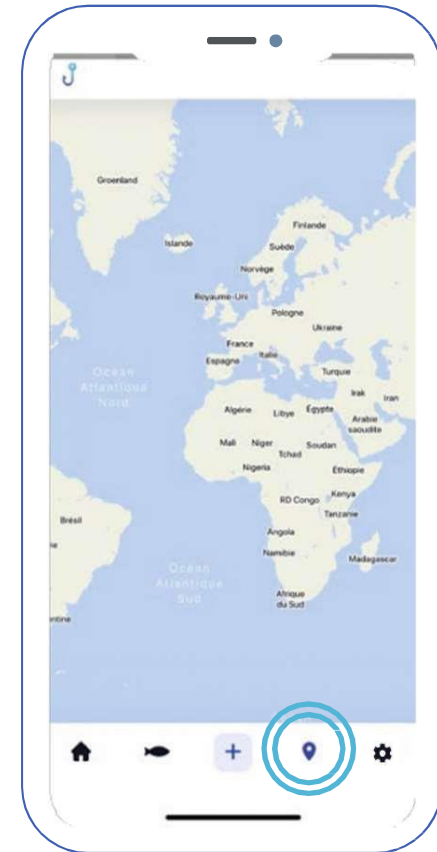 Groenland
Finlande
Islande
Suède
Norvège
Royaume-Uni
Pologne
Ukraine
France
Italie
Espagne
Turquie
Océan
Atlantique
Nord
Irak
Iran
Algérie
Libye
Égypte
Arabie
saoudite
Mali
Niger
Soudan
Tchad
Nigeria
Éthiopie
RD Congo
Kenya
Tanzanie
Brésil
Angola
Namibie
Madagascar
Océan
Atlantique
Sud
Afrique
du Sud